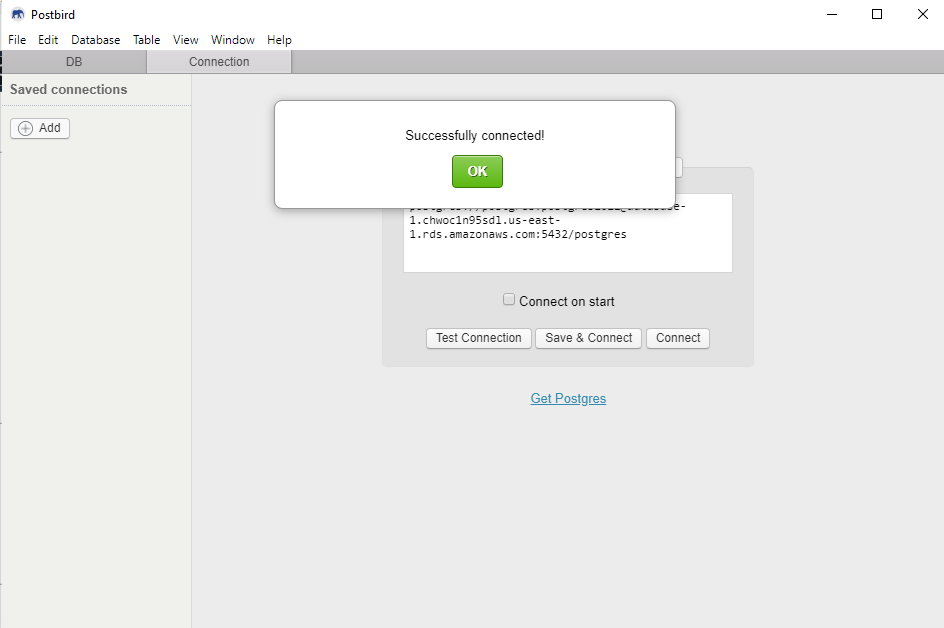 Postbird
File Edit Database Table View Window Help
DB Connection
Saved connections
Add
Successfully connected!
OK
1.chwoc1n95sdl.us-east-
1.rds.amazonaws.com:5432/postgres
Connect on start
Test Connection Save & Connect Connect
Get Postgres